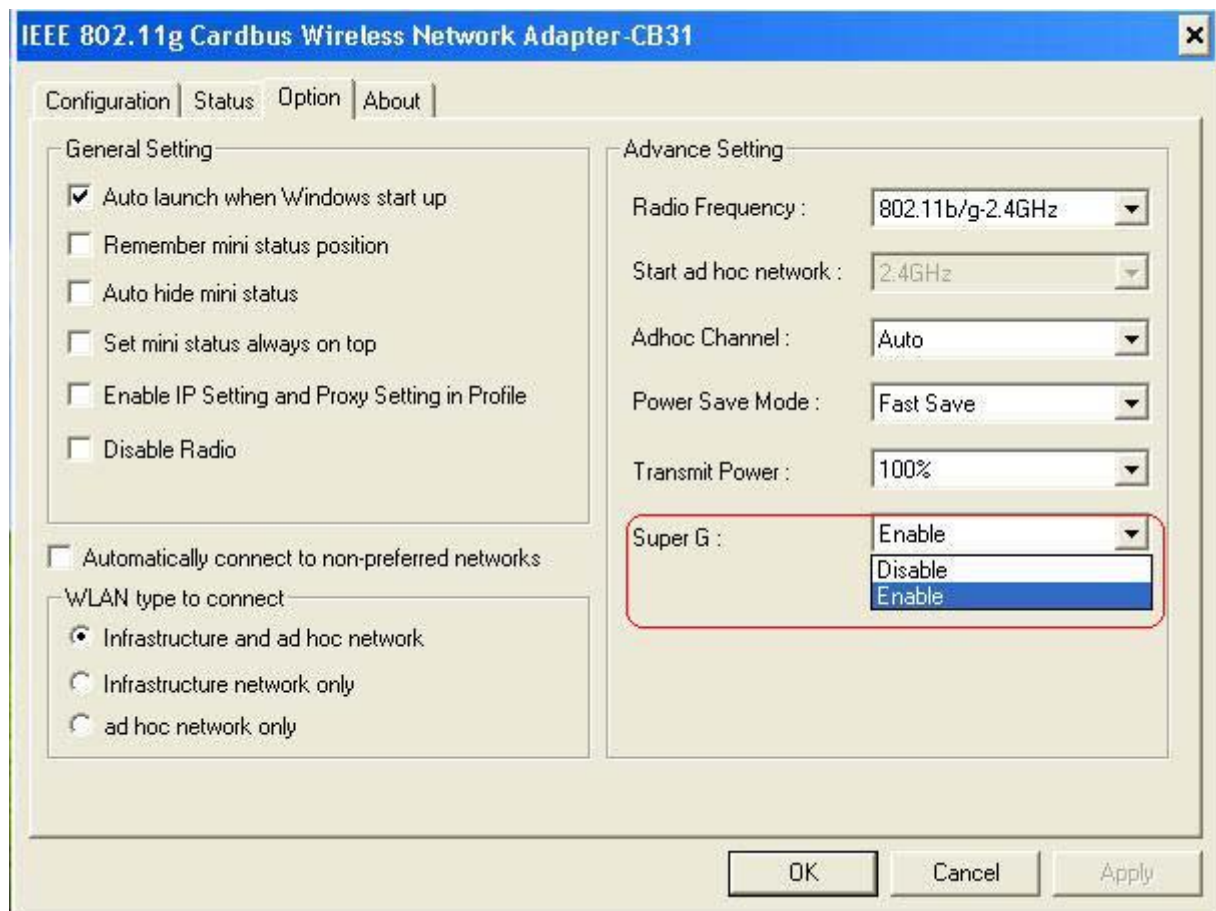 IEEE 802.11g Cardbus Wireless Network Adapter-CB31
Configuration
Status
Option
About
General Setting
Auto launch when Windows start up
Remember mini status position
Auto hide mini status
Set mini status always on top
Enable IP Setting and Proxy Setting in Profile
Disable Radio
Automatically connect to non-preferred networks
WLAN type to connect
Infrastructure and ad hoc network
Infrastructure network only
ad hoc network only
Advance Setting
Radio Frequency : 802.11b/g-2.4GHz
Start ad hoc network : 2.4GHz
Adhoc Channel : Auto
Power Save Mode : Fast Save
Transmit Power : 100%
Super G : Enable
Disable
Enable
OK
Cancel
Apply